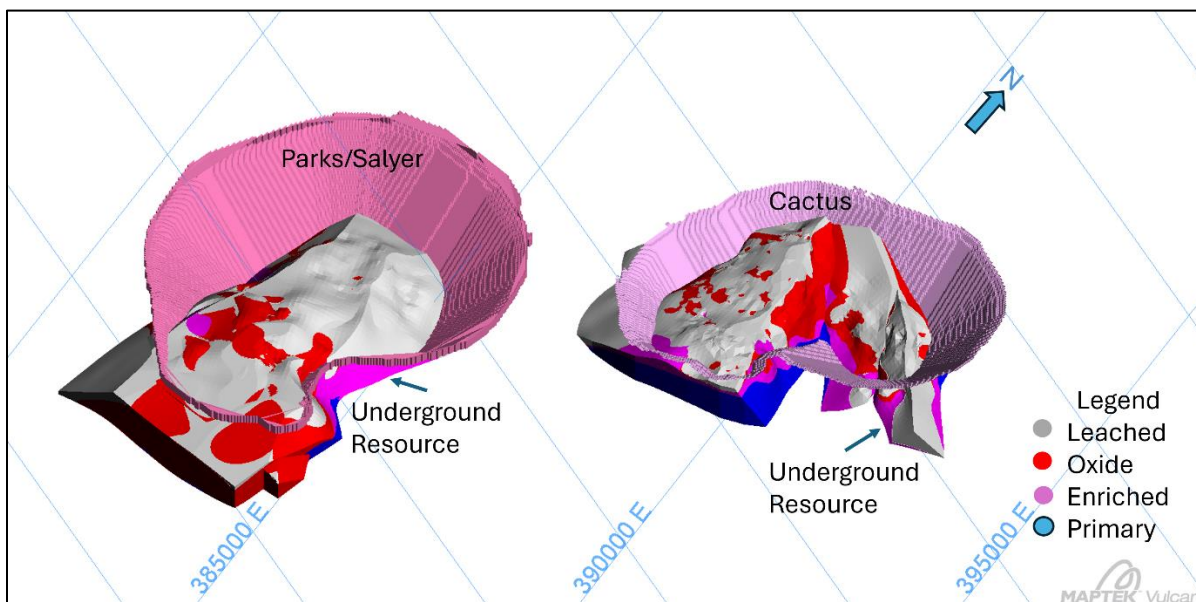 N
Parks/Salyer
Cactus
Underground
Resource
Underground
Resource
Legend
Leached
Oxide
Enriched
Primary
385000 E
390000 E
395000 E
MAPTEK Vulcan